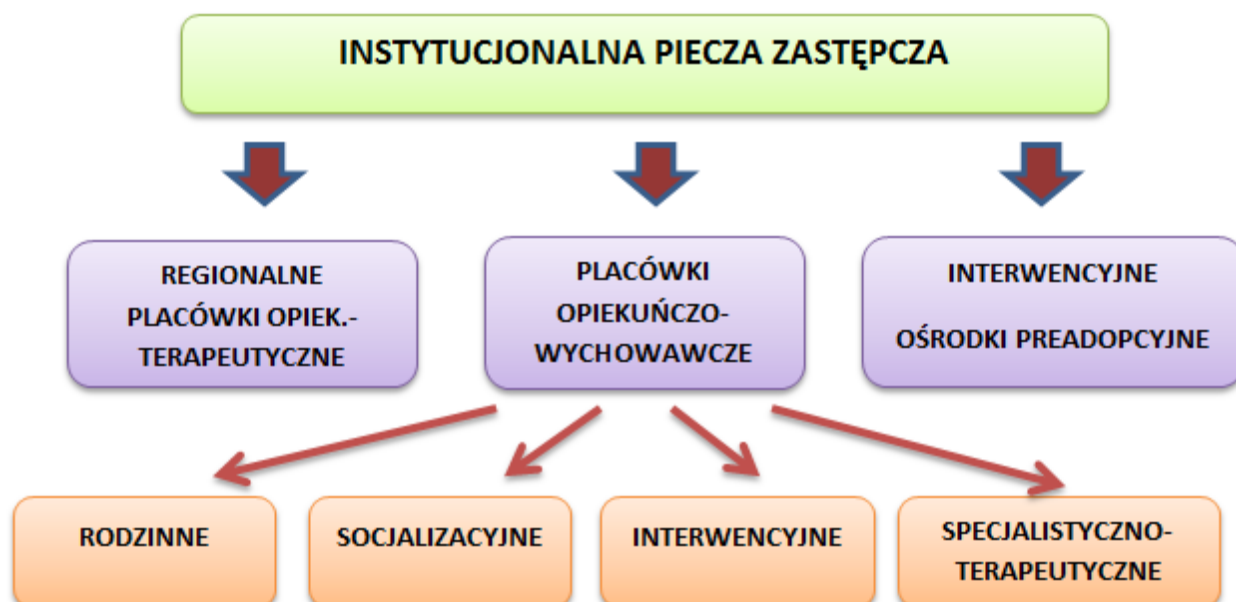 INSTYTUCJONALNA PIECZA ZASTĘPCZA
REGIONALNE
PLACÓWKI OPIEK.-
TERAPEUTYCZNE
PLACÓWKI
OPIEKUŃCZO-
WYCHOWAWCZE
INTERWENCYJNE
OŚRODKI PREADOPCYJNE
RODZINNE
SOCJALIZACYJNE
INTERWENCYJNE
SPECJALISTYCZNO-
TERAPEUTYCZNE